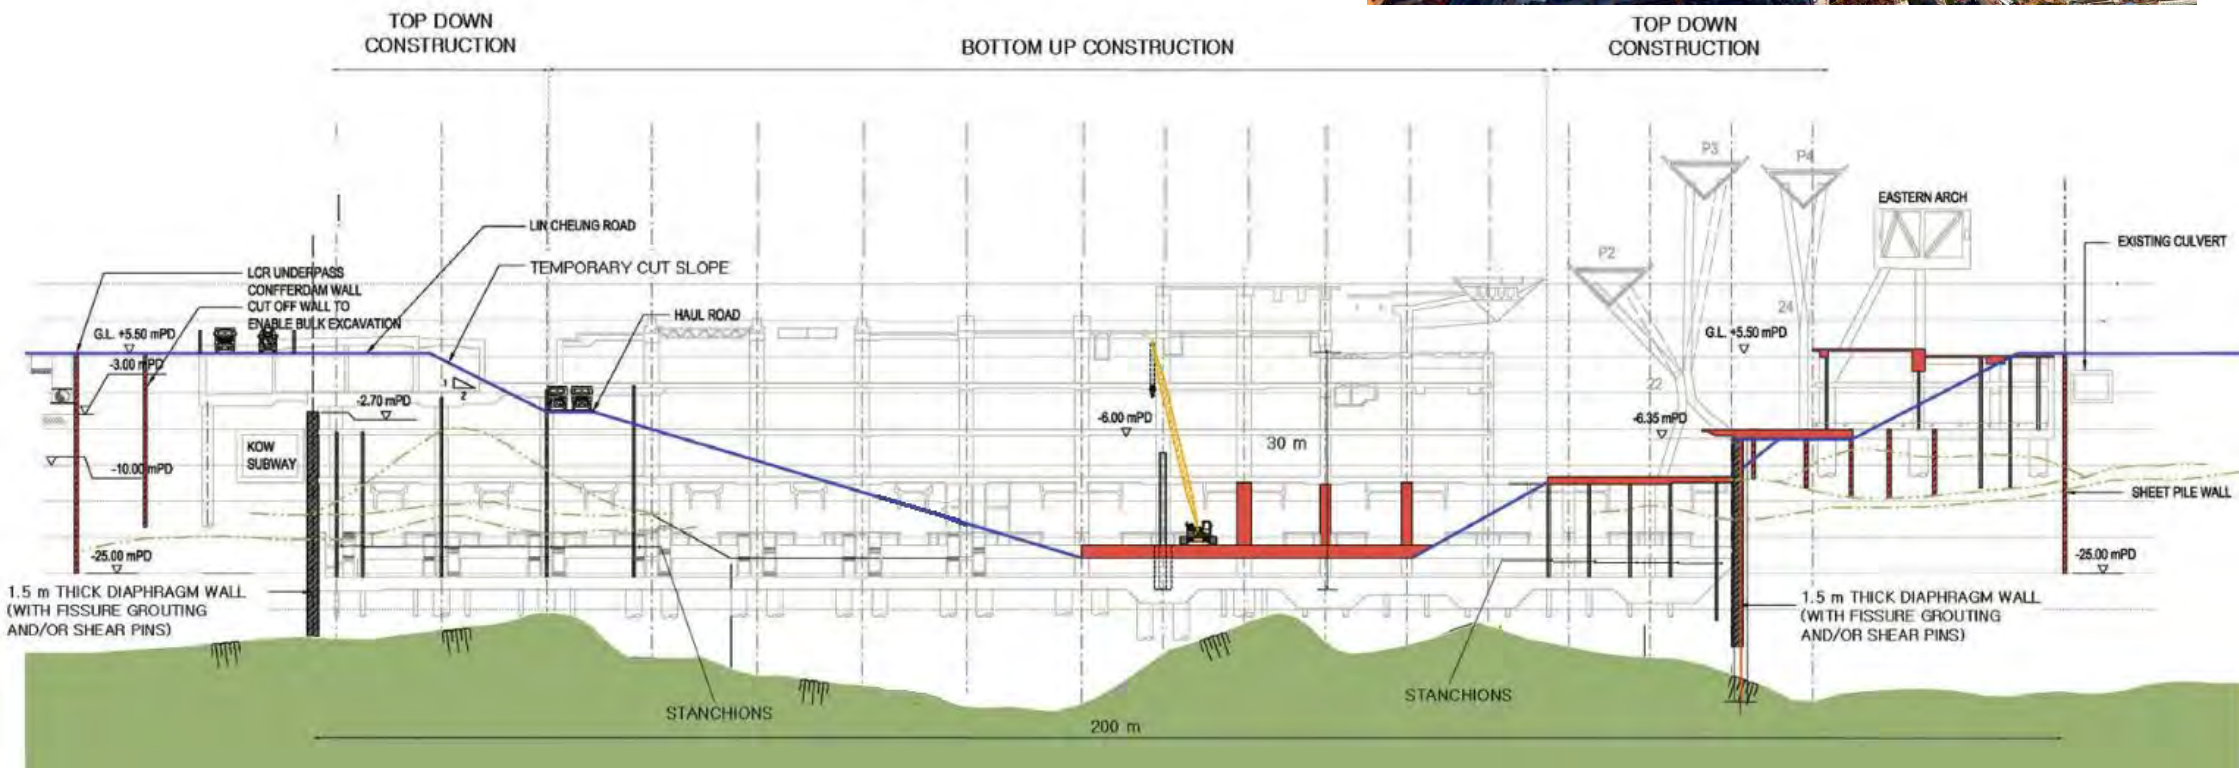 TOP DOWN
CONSTRUCTION
BOTTOM UP CONSTRUCTION
TOP DOWN
CONSTRUCTION
P3
P4
EASTERN ARCH
LIN CHEUNG ROAD
EXISTING CULVERT
P2
LCR UNDERPASS
CONFFERDAM WALL
TEMPORARY CUT SLOPE
CUT OFF WALL TO
ENABLE BULK EXCAVATION
HAUL ROAD
24
G.L. +5.50 mPD
G.L. +5.50 mPD
-3.00 mPD
1
2
22
-2.70 mPD
-6.00 mPD
-6.35 mPD
30 m
KOW
SUBWAY
-10.00 mPD
SHEET PILE WALL
-25.00 mPD
-25.00 mPD
1.5 m THICK DIAPHRAGM WALL
(WITH FISSURE GROUTING
AND/OR SHEAR PINS)
1.5 m THICK DIAPHRAGM WALL
(WITH FISSURE GROUTING
AND/OR SHEAR PINS)
STANCHIONS
STANCHIONS
200 m